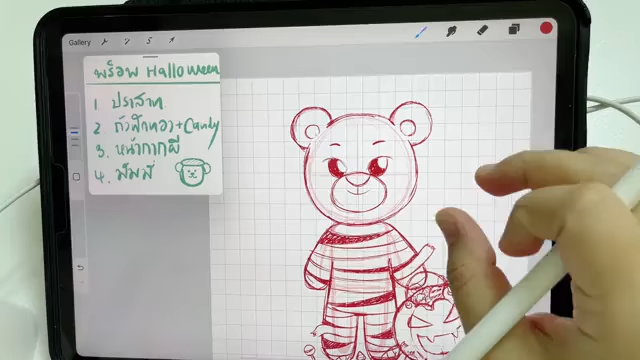 Gallery
พร็อพ Halloween
1 ปราสาท
2 ถังฟักทอง+Candy
3. หน้ากากผี
4. มัมมี่